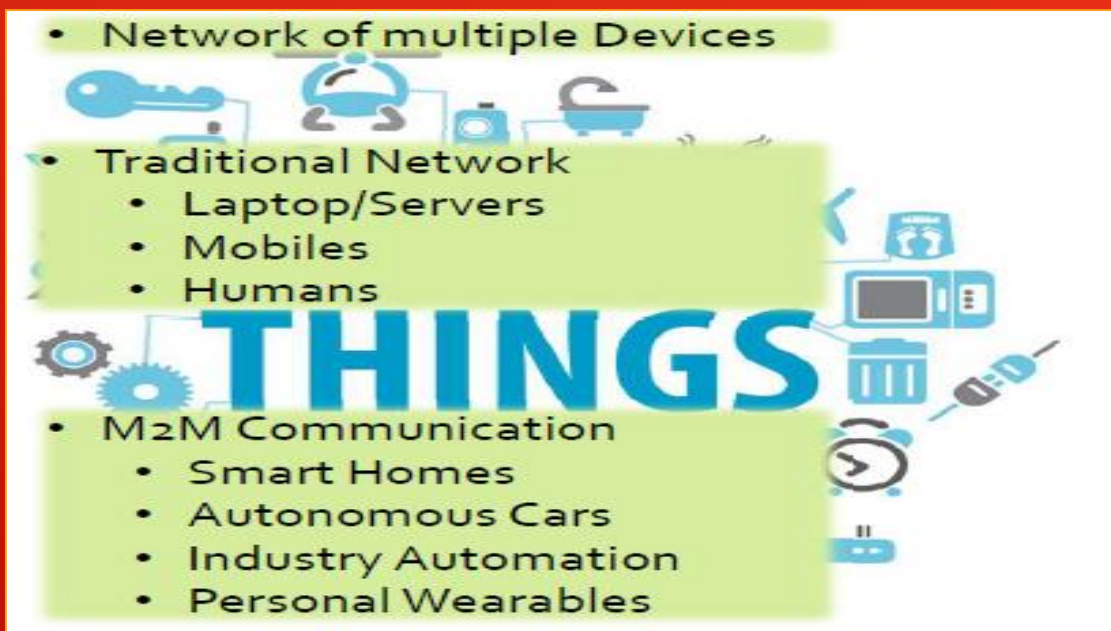 • Network of multiple Devices
• Traditional Network
• Laptop/Servers
• Mobiles
• Humans
THINGS
• M2M Communication
• Smart Homes
• Autonomous Cars
• Industry Automation
• Personal Wearables